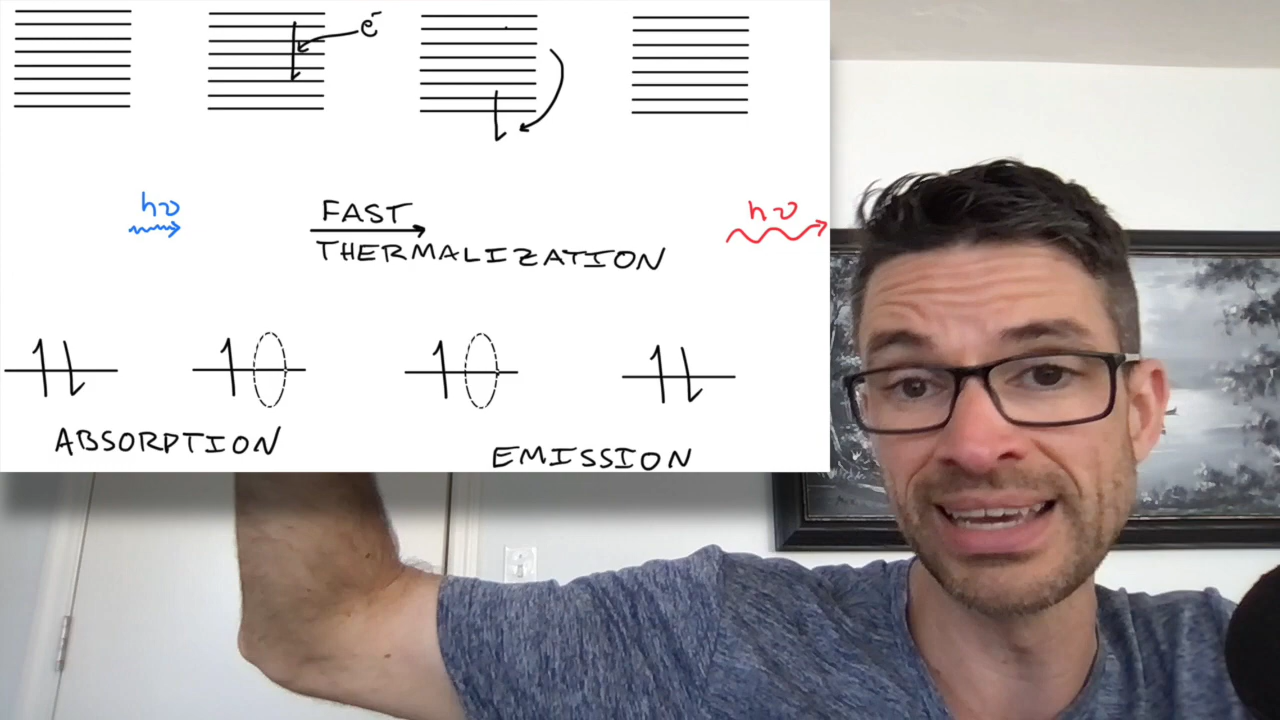 e⁻
hν
FAST
THERMALIZATION
hν
ABSORPTION
EMISSION